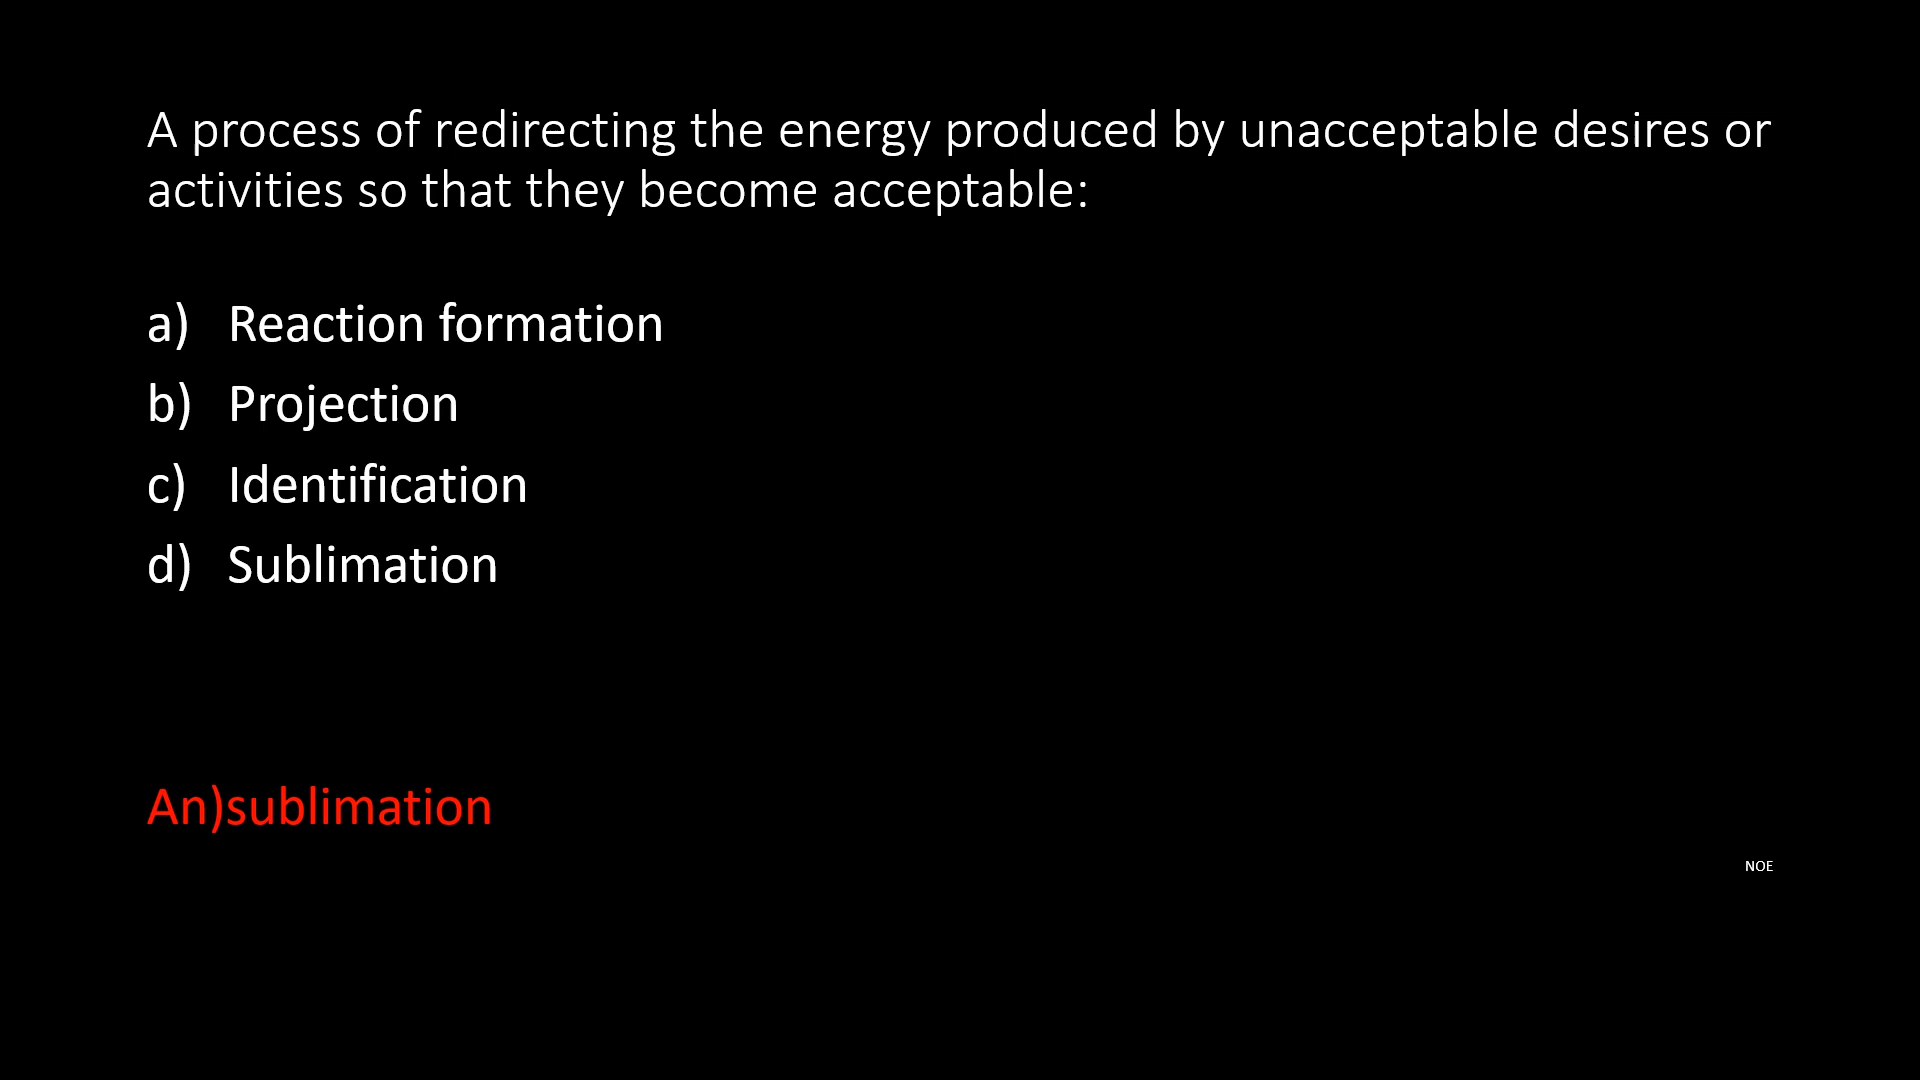 A process of redirecting the energy produced by unacceptable desires or
activities so that they become acceptable:
a) Reaction formation
b) Projection
c) Identification
d) Sublimation
An)sublimation
NOE